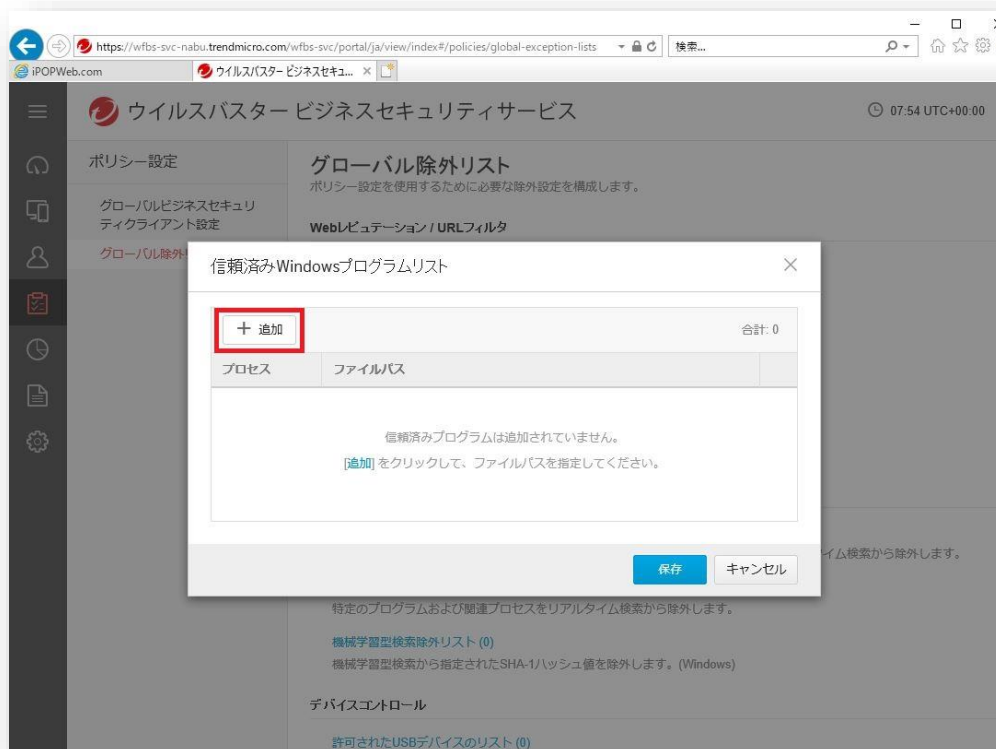 https://wfbs-svc-nabu.trendmicro.com/wfbs-svc/portal/ja/view/index#/policies/global-exception-lists
検索...
iPOPWeb.com
ウイルスバスター ビジネスセキュ...
ウイルスバスター ビジネスセキュリティサービス
07:54 UTC+00:00
ポリシー設定
グローバルビジネスセキュリ
ティクライアント設定
グローバル除外
グローバル除外リスト
ポリシー設定を使用するために必要な除外設定を構成します。
Webレピュテーション / URLフィルタ
信頼済みWindowsプログラムリスト
追加
合計: 0
プロセス
ファイルパス
信頼済みプログラムは追加されていません。
[追加] をクリックして、ファイルパスを指定してください。
保存
キャンセル
イム検索から除外します。
特定のプログラムおよび関連プロセスをリアルタイム検索から除外します。
機械学習型検索除外リスト (0)
機械学習型検索から指定されたSHA-1ハッシュ値を除外します。(Windows)
デバイスコントロール
許可されたUSBデバイスのリスト (0)